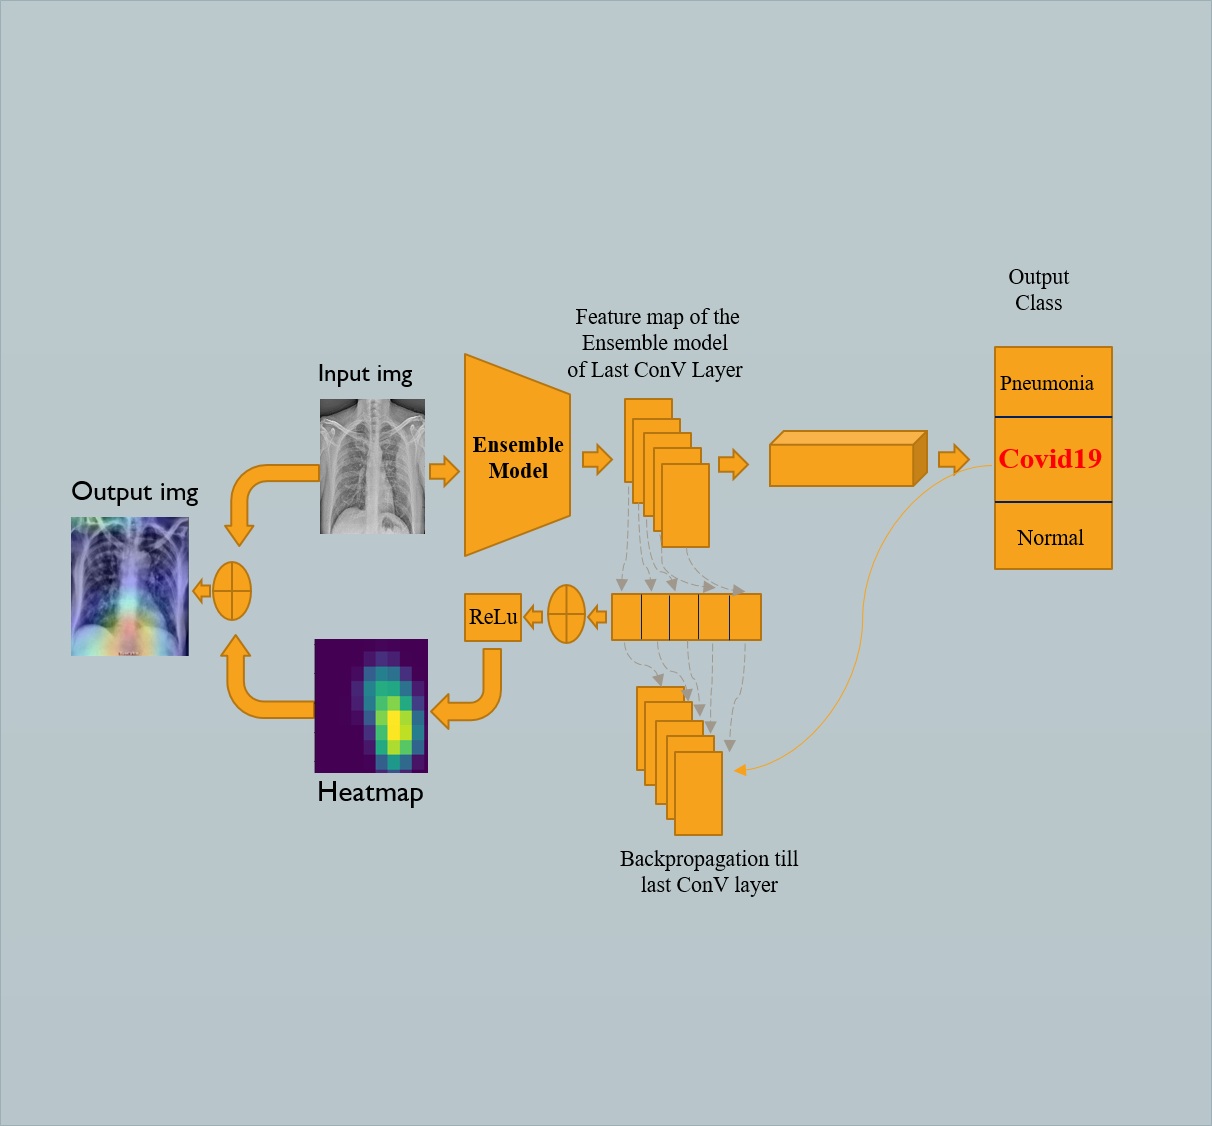 Output
Class
Feature map of the
Ensemble model
of Last ConV Layer
Input img
Pneumonia
Ensemble
Model
Covid19
Output img
Normal
ReLu
Heatmap
Backpropagation till
last ConV layer